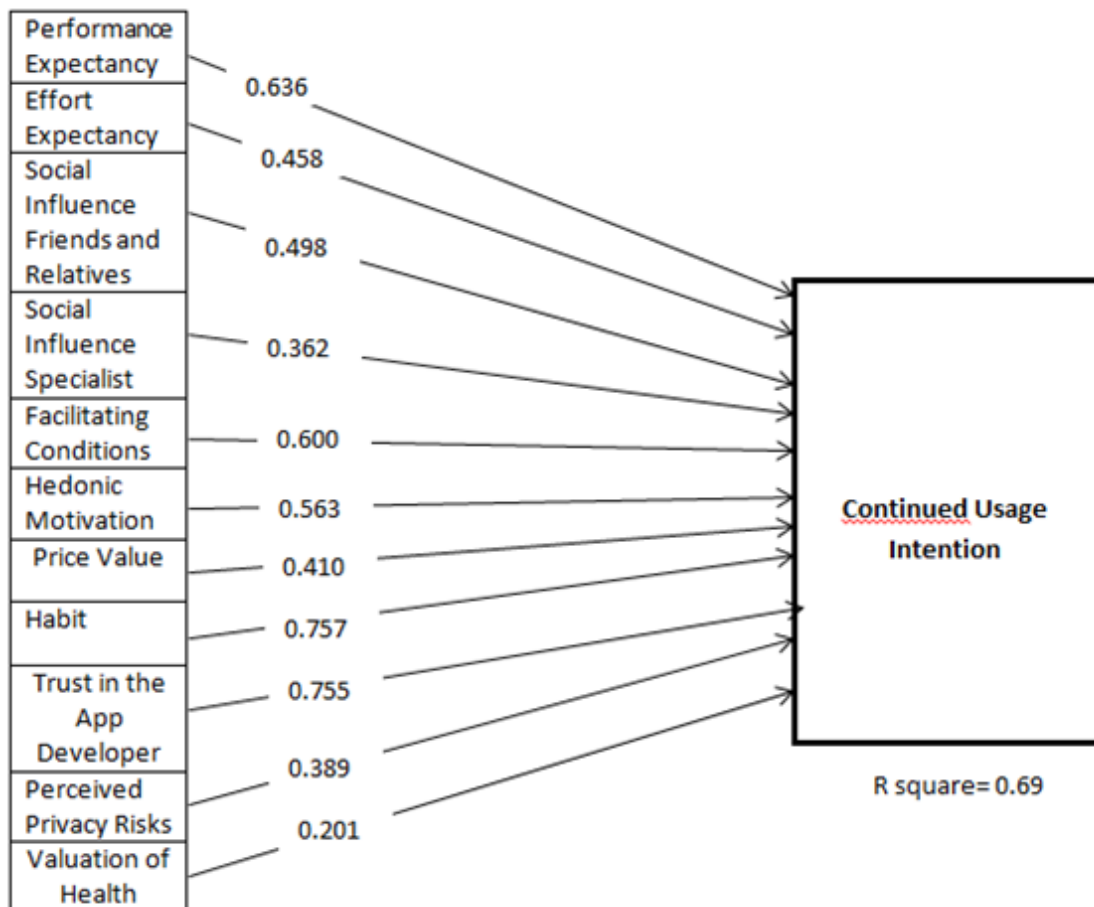 Performance
Expectancy
0.636
Effort
Expectancy
0.458
Social
Influence
Friends and
Relatives
0.498
Social
Influence
Specialist
0.362
Facilitating
Conditions
0.600
Hedonic
Motivation
0.563
Price Value
0.410
Habit
0.757
Trust in the
App
Developer
0.755
Perceived
Privacy Risks
0.389
Valuation of
Health
0.201
Continued Usage
Intention
R square= 0.69